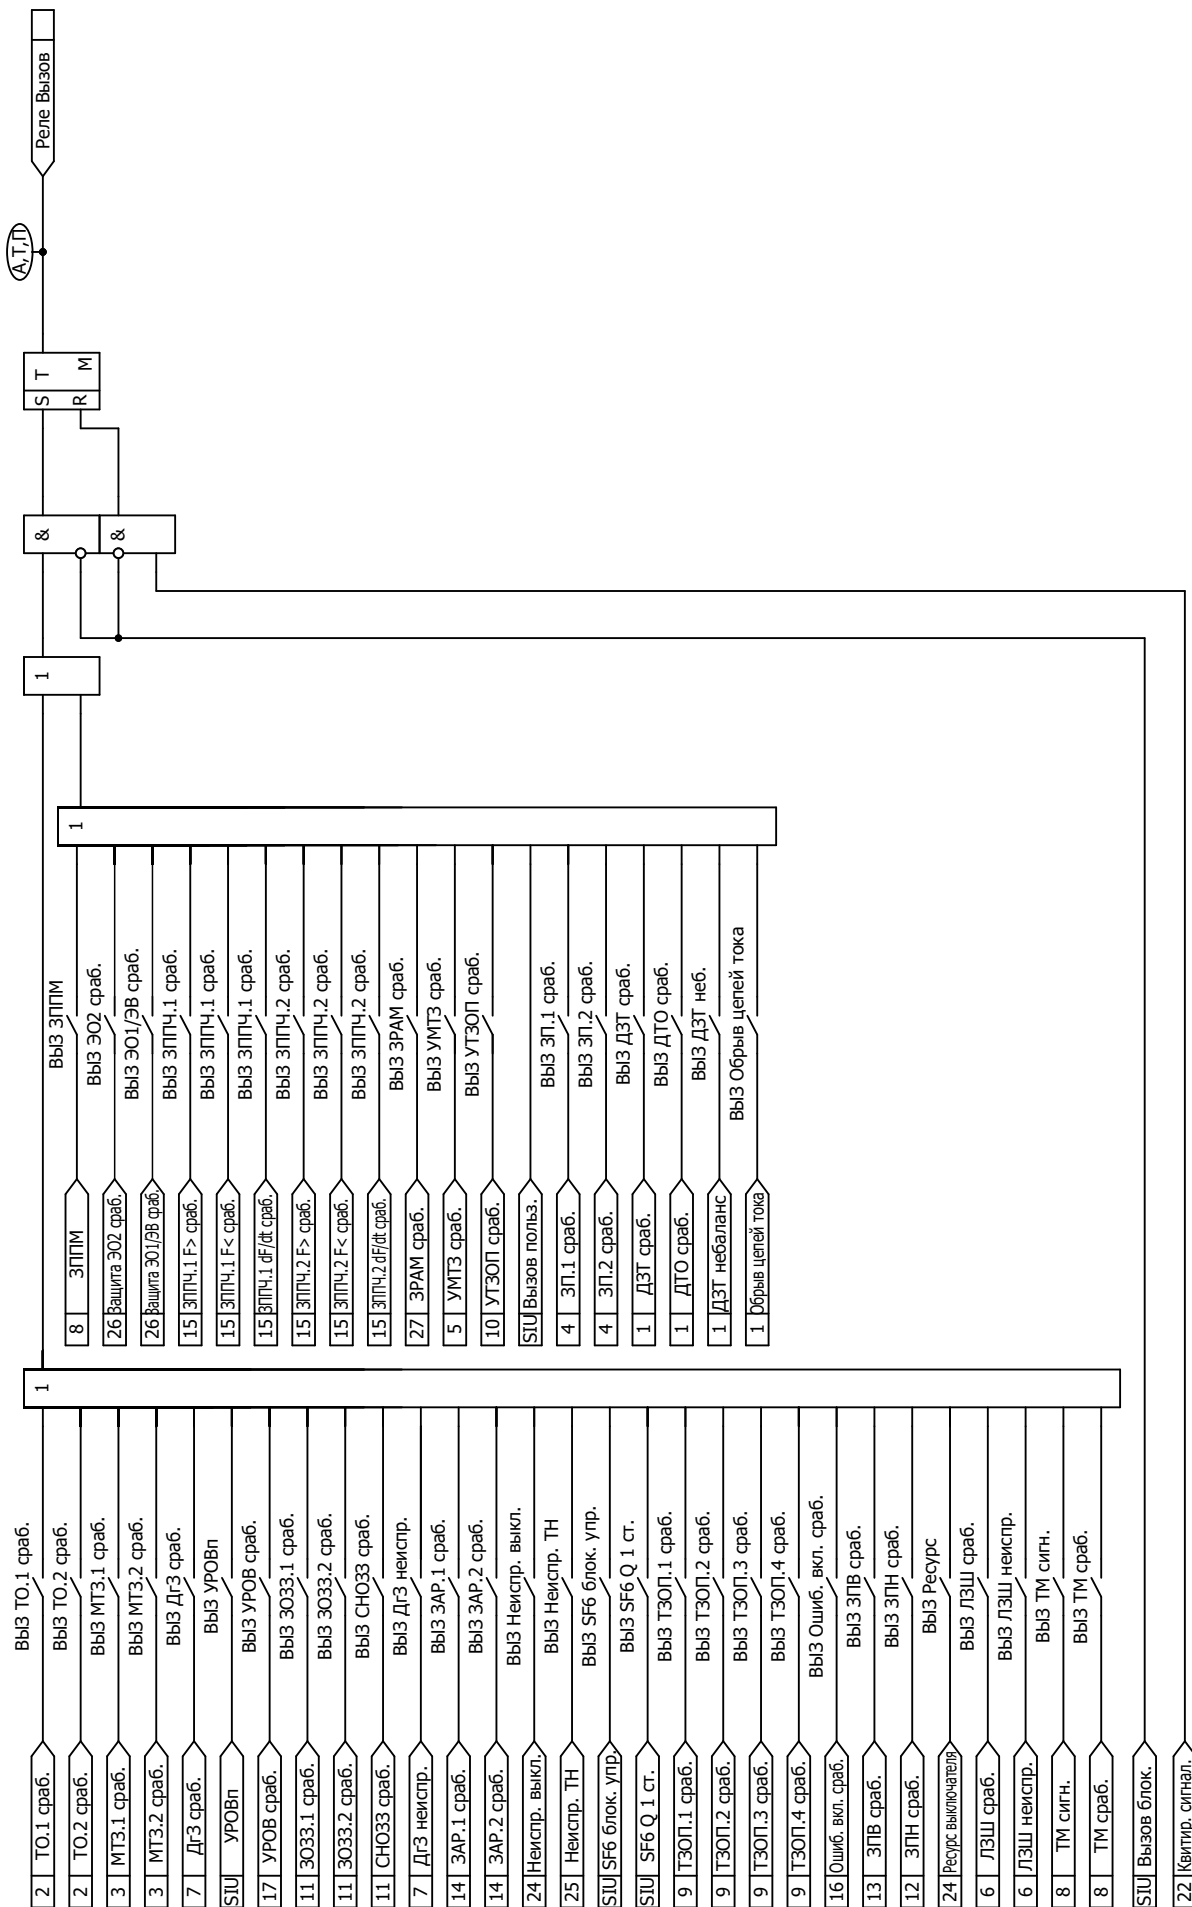 Реле Вызов
А,Т,П
S T
R M
&
&
1
1
1
8 ЗППМ ВЫЗ ЗППМ
26 Защита ЭО2 сраб. ВЫЗ ЭО2 сраб.
26 Защита ЭО1/ЭВ сраб. ВЫЗ ЭО1/ЭВ сраб.
15 ЗППЧ.1 F> сраб. ВЫЗ ЗППЧ.1 сраб.
15 ЗППЧ.1 F< сраб. ВЫЗ ЗППЧ.1 сраб.
15 ЗППЧ.1 dF/dt сраб. ВЫЗ ЗППЧ.1 сраб.
15 ЗППЧ.2 F> сраб. ВЫЗ ЗППЧ.2 сраб.
15 ЗППЧ.2 F< сраб. ВЫЗ ЗППЧ.2 сраб.
15 ЗППЧ.2 dF/dt сраб. ВЫЗ ЗППЧ.2 сраб.
27 ЗРАМ сраб. ВЫЗ ЗРАМ сраб.
5 УМТЗ сраб. ВЫЗ УМТЗ сраб.
10 УТЗОП сраб. ВЫЗ УТЗОП сраб.
SIU Вызов польз.
4 ЗП.1 сраб. ВЫЗ ЗП.1 сраб.
4 ЗП.2 сраб. ВЫЗ ЗП.2 сраб.
1 ДЗТ сраб. ВЫЗ ДЗТ сраб.
1 ДТО сраб. ВЫЗ ДТО сраб.
1 ДЗТ небаланс ВЫЗ ДЗТ неб.
1 Обрыв цепей тока ВЫЗ Обрыв цепей тока
2 ТО.1 сраб. ВЫЗ ТО.1 сраб.
2 ТО.2 сраб. ВЫЗ ТО.2 сраб.
3 МТЗ.1 сраб. ВЫЗ МТЗ.1 сраб.
3 МТЗ.2 сраб. ВЫЗ МТЗ.2 сраб.
7 ДгЗ сраб. ВЫЗ ДгЗ сраб.
SIU УРОВп ВЫЗ УРОВп
17 УРОВ сраб. ВЫЗ УРОВ сраб.
11 ЗОЗЗ.1 сраб. ВЫЗ ЗОЗЗ.1 сраб.
11 ЗОЗЗ.2 сраб. ВЫЗ ЗОЗЗ.2 сраб.
11 СНОЗЗ сраб. ВЫЗ СНОЗЗ сраб.
7 ДгЗ неиспр. ВЫЗ ДгЗ неиспр.
14 ЗАР.1 сраб. ВЫЗ ЗАР.1 сраб.
14 ЗАР.2 сраб. ВЫЗ ЗАР.2 сраб.
24 Неиспр. выкл. ВЫЗ Неиспр. выкл.
25 Неиспр. ТН ВЫЗ Неиспр. ТН
SIU SF6 блок. упр. ВЫЗ SF6 блок. упр.
SIU SF6 Q 1 ст. ВЫЗ SF6 Q 1 ст.
9 ТЗОП.1 сраб. ВЫЗ ТЗОП.1 сраб.
9 ТЗОП.2 сраб. ВЫЗ ТЗОП.2 сраб.
9 ТЗОП.3 сраб. ВЫЗ ТЗОП.3 сраб.
9 ТЗОП.4 сраб. ВЫЗ ТЗОП.4 сраб.
16 Ошиб. вкл. сраб. ВЫЗ Ошиб. вкл. сраб.
13 ЗПВ сраб. ВЫЗ ЗПВ сраб.
12 ЗПН сраб. ВЫЗ ЗПН сраб.
24 Ресурс выключателя ВЫЗ Ресурс
6 ЛЗШ сраб. ВЫЗ ЛЗШ сраб.
6 ЛЗШ неиспр. ВЫЗ ЛЗШ неиспр.
8 ТМ сигн. ВЫЗ ТМ сигн.
8 ТМ сраб. ВЫЗ ТМ сраб.
SIU Вызов блок.
22 Квитир. сигнал.